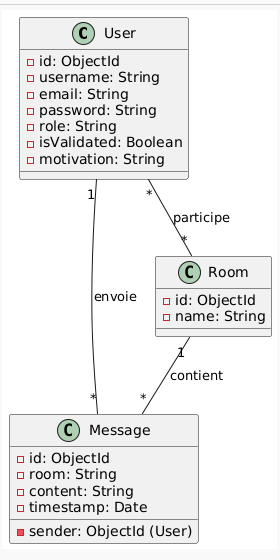 C User
id: ObjectId
username: String
email: String
password: String
role: String
isValidated: Boolean
motivation: String
1
*
participe
*
C Room
id: ObjectId
name: String
envoie
1
contient
*
*
C Message
id: ObjectId
room: String
content: String
timestamp: Date
sender: ObjectId (User)